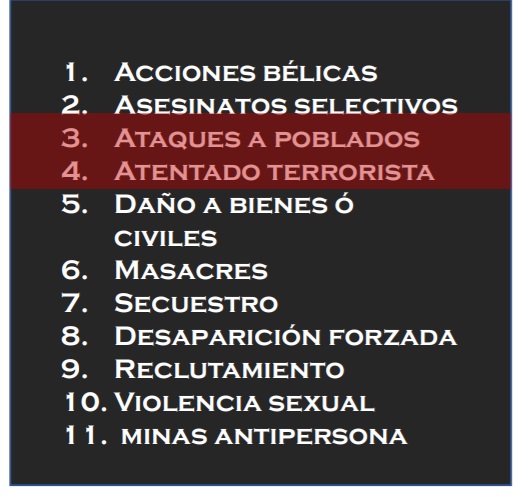 1. Acciones bélicas
2. Asesinatos selectivos
3. Ataques a poblados
4. Atentado terrorista
5. Daño a bienes ó
civiles
6. Masacres
7. Secuestro
8. Desaparición forzada
9. Reclutamiento
10. Violencia sexual
11. minas antipersona